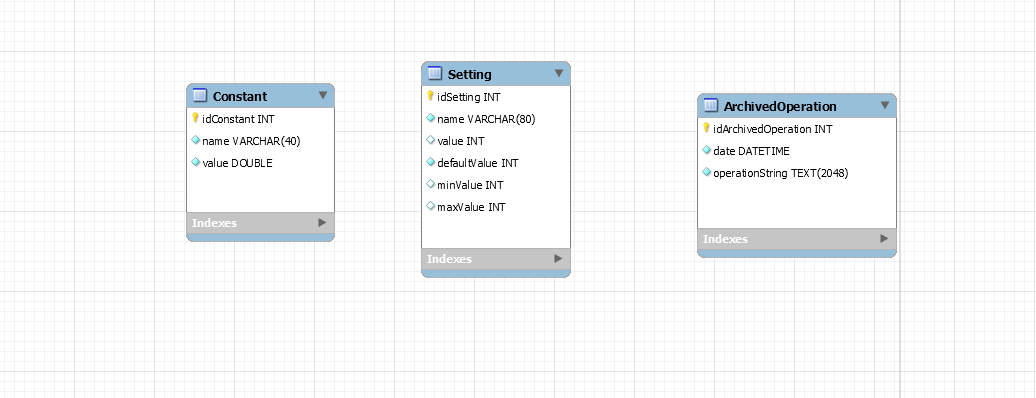 Constant
idConstant INT
name VARCHAR(40)
value DOUBLE
Indexes
Setting
idSetting INT
name VARCHAR(80)
value INT
defaultValue INT
minValue INT
maxValue INT
Indexes
ArchivedOperation
idArchivedOperation INT
date DATETIME
operationString TEXT(2048)
Indexes